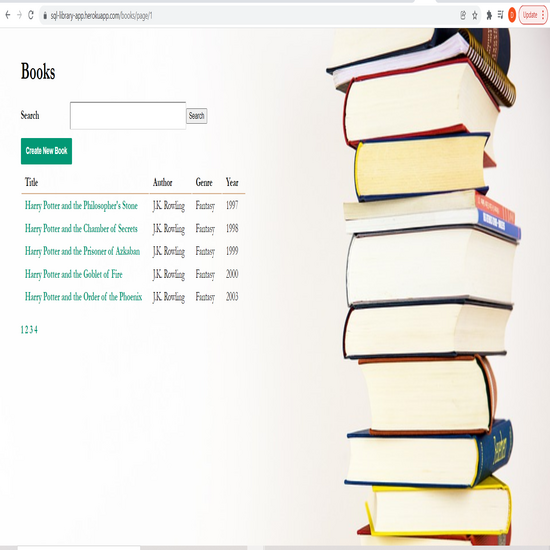 sql-library-app.herokuapp.com/books/page/1
D
Update
Books
Search Search
Create New Book
Title Author Genre Year
Harry Potter and the Philosopher's Stone J.K. Rowling Fantasy 1997
Harry Potter and the Chamber of Secrets J.K. Rowling Fantasy 1998
Harry Potter and the Prisoner of Azkaban J.K. Rowling Fantasy 1999
Harry Potter and the Goblet of Fire J.K. Rowling Fantasy 2000
Harry Potter and the Order of the Phoenix J.K. Rowling Fantasy 2003
1 2 3 4